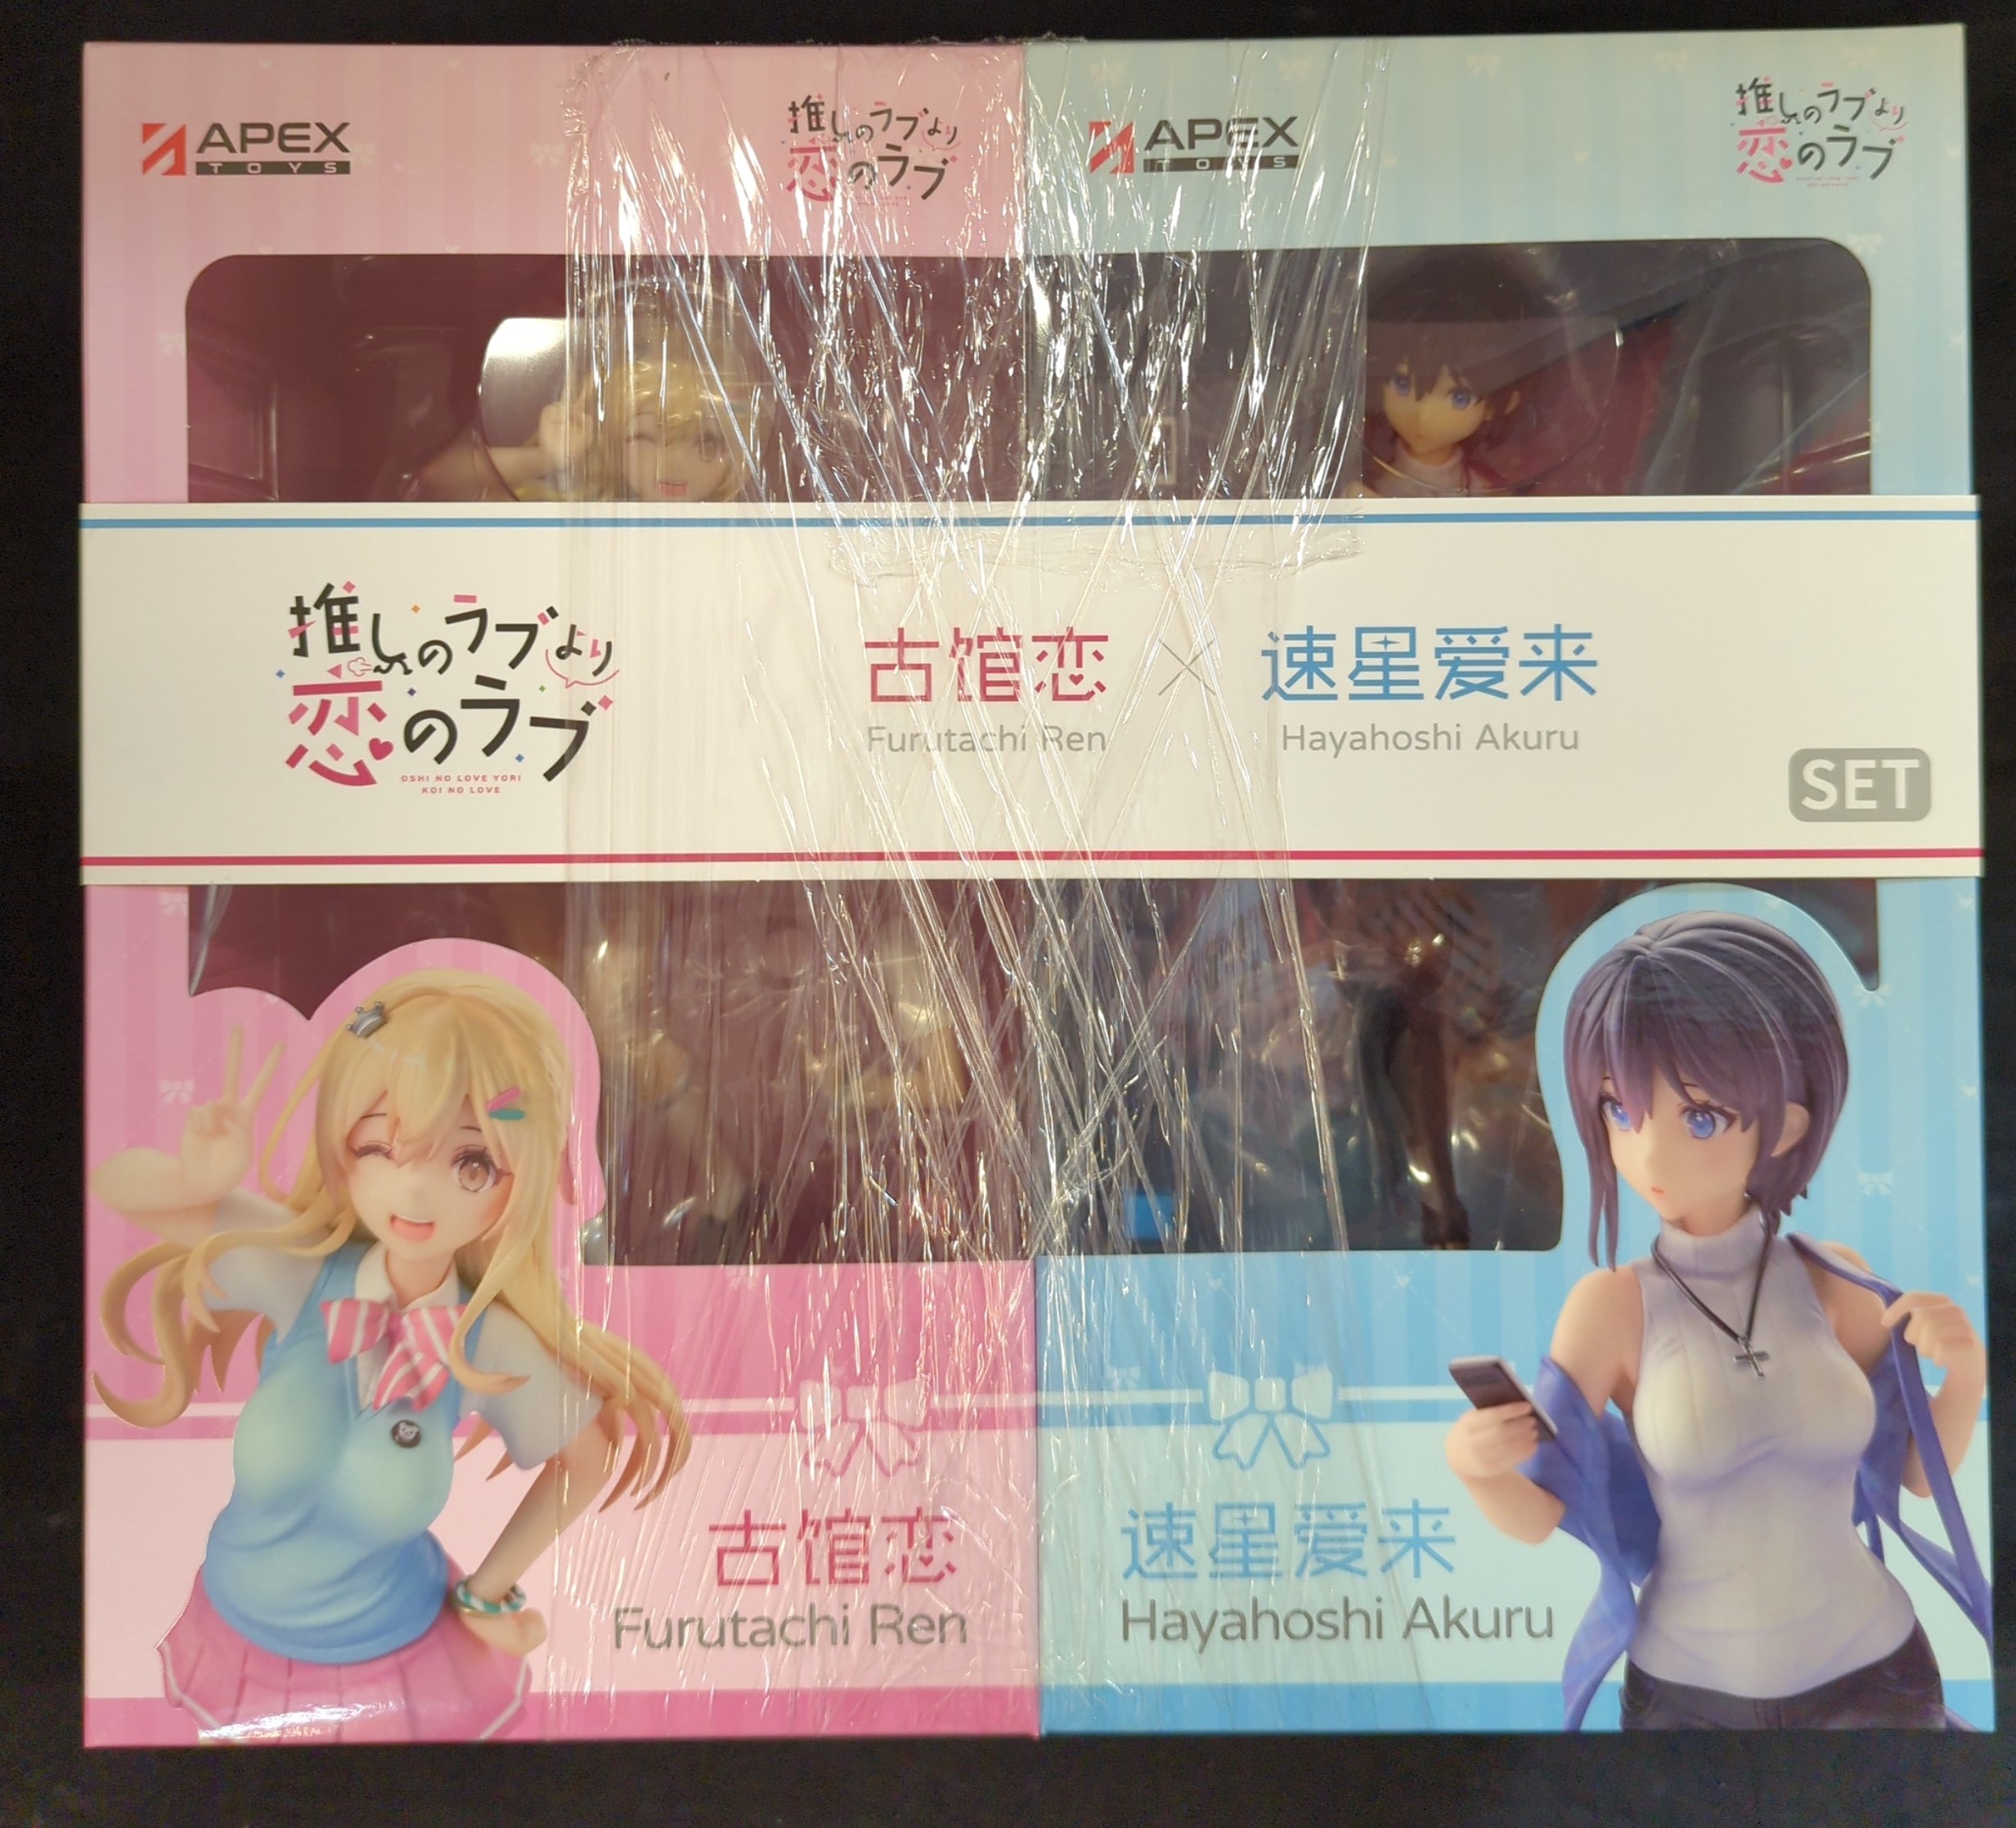 APEX
TOYS
推しのラブより
恋のラブ
APEX
TOYS
推しのラブより
恋のラブ
推しのラブより
恋のラブ
OSHI NO LOVE YORI
KOI NO LOVE
古馆恋 × 速星爱来
Furutachi Ren Hayahoshi Akuru
SET
古馆恋
Furutachi Ren
速星爱来
Hayahoshi Akuru